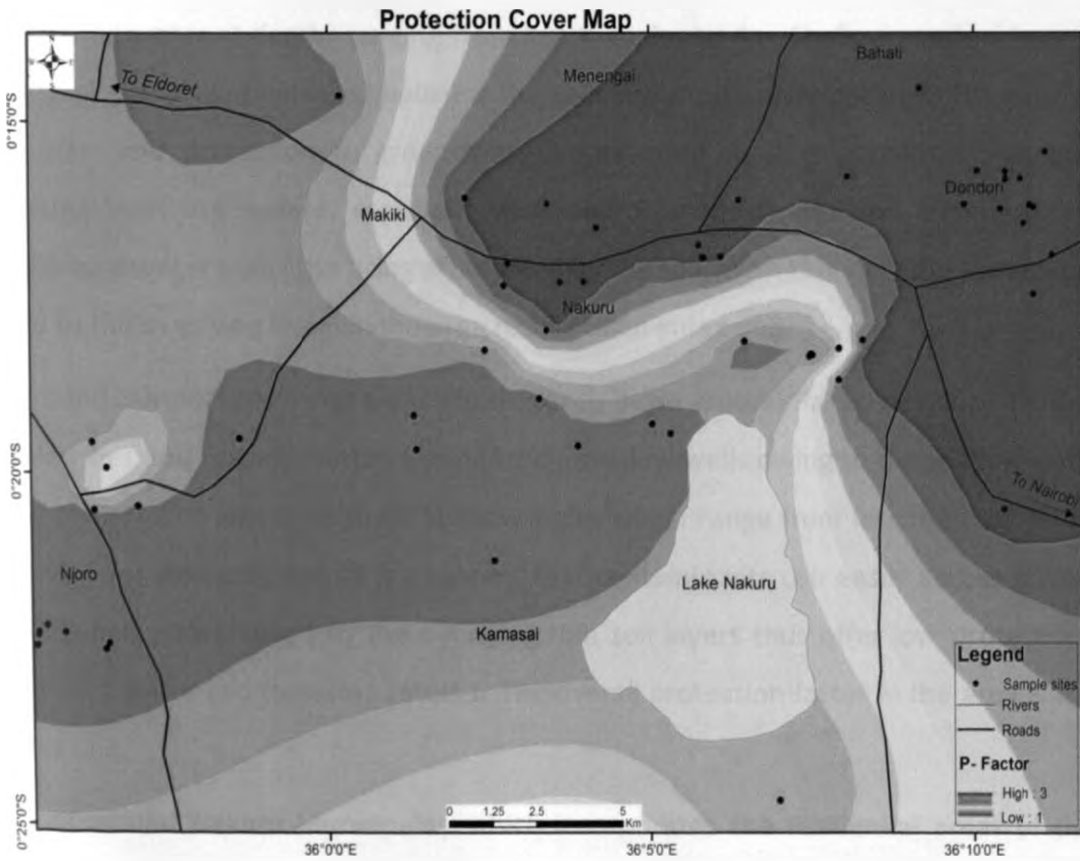 Protection Cover Map
N
To Eldoret
Menengai
Bahati
0°15'0"S
Dondori
Makiki
Nakuru
0°20'0"S
To Nairobi
Njoro
Lake Nakuru
Kamasai
Legend
Sample sites
Rivers
Roads
P- Factor
High : 3
Low : 1
0 1.25 2.5 5
Km
0°25'0"S
36°0'0"E
36°5'0"E
36°10'0"E